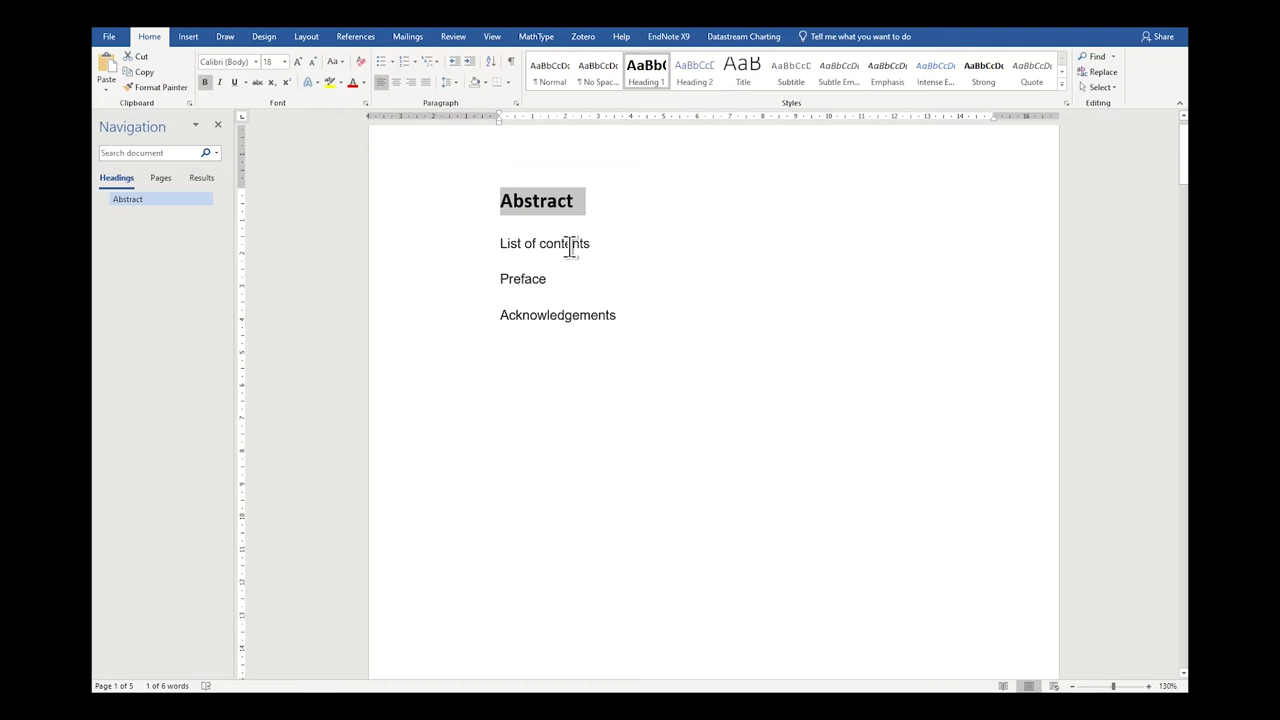 File Home Insert Draw Design Layout References Mailings Review View MathType Zotero Help EndNote X9 Datastream Charting Tell me what you want to do Share
Paste Cut Copy Format Painter
Calibri (Body) 18
AaBbCcDc AaBbCcDc AaBb( AaBbCcC AaB AaBbCcC AaBbCcDc AaBbCcDc AaBbCcDc AaBbCcDc AaBbCcDc
¶ Normal ¶ No Spac... Heading 1 Heading 2 Title Subtitle Subtle Em... Emphasis Intense E... Strong Quote
Find Replace Select
Clipboard Font Paragraph Styles Editing
Navigation
Search document
Headings Pages Results
Abstract
Abstract
List of contents
Preface
Acknowledgements
Page 1 of 5 1 of 6 words 130%